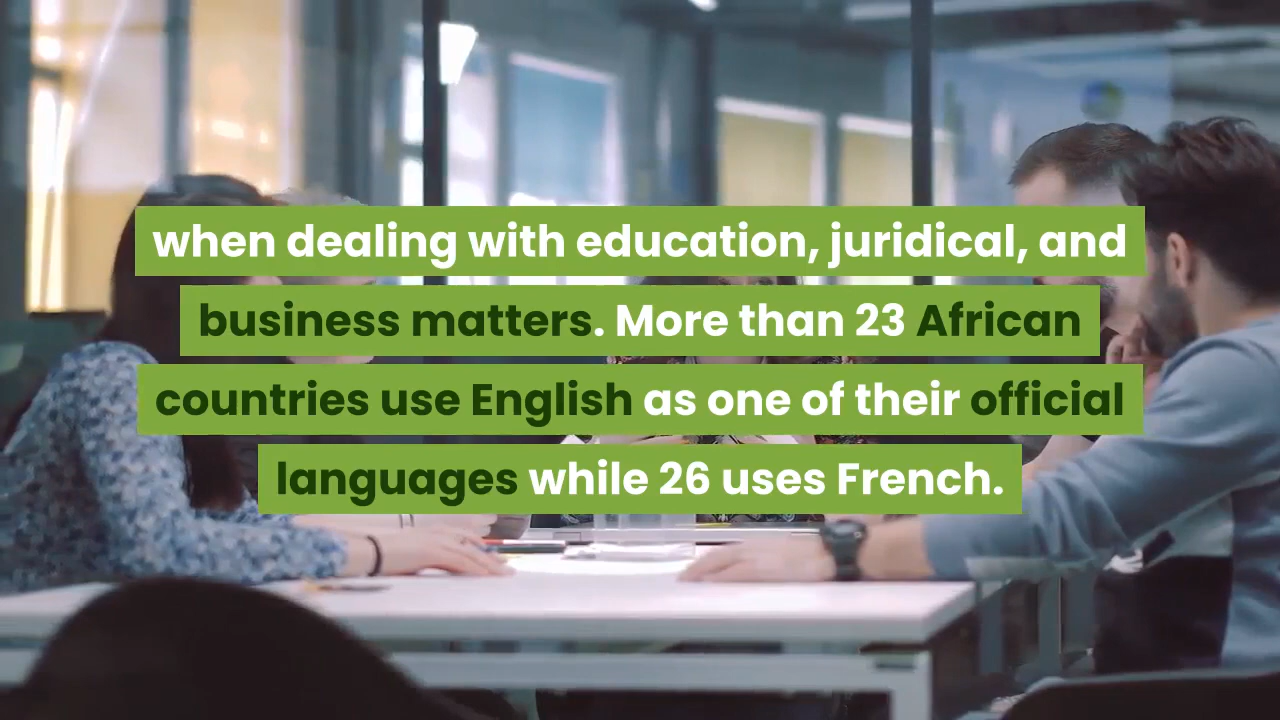 when dealing with education, juridical, and
business matters. More than 23 African
countries use English as one of their official
languages while 26 uses French.